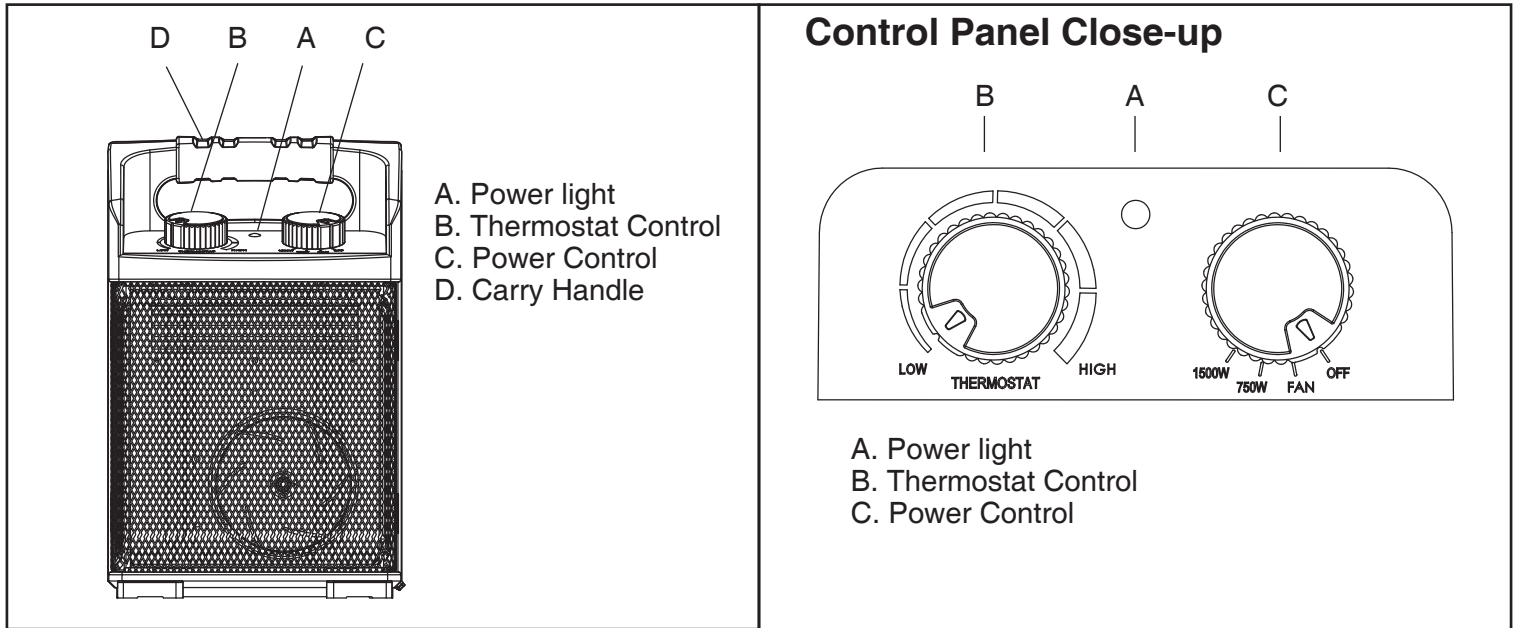 D B A C
A. Power light
B. Thermostat Control
C. Power Control
D. Carry Handle
Control Panel Close-up
B A C
LOW THERMOSTAT HIGH
1500W 750W FAN OFF
A. Power light
B. Thermostat Control
C. Power Control